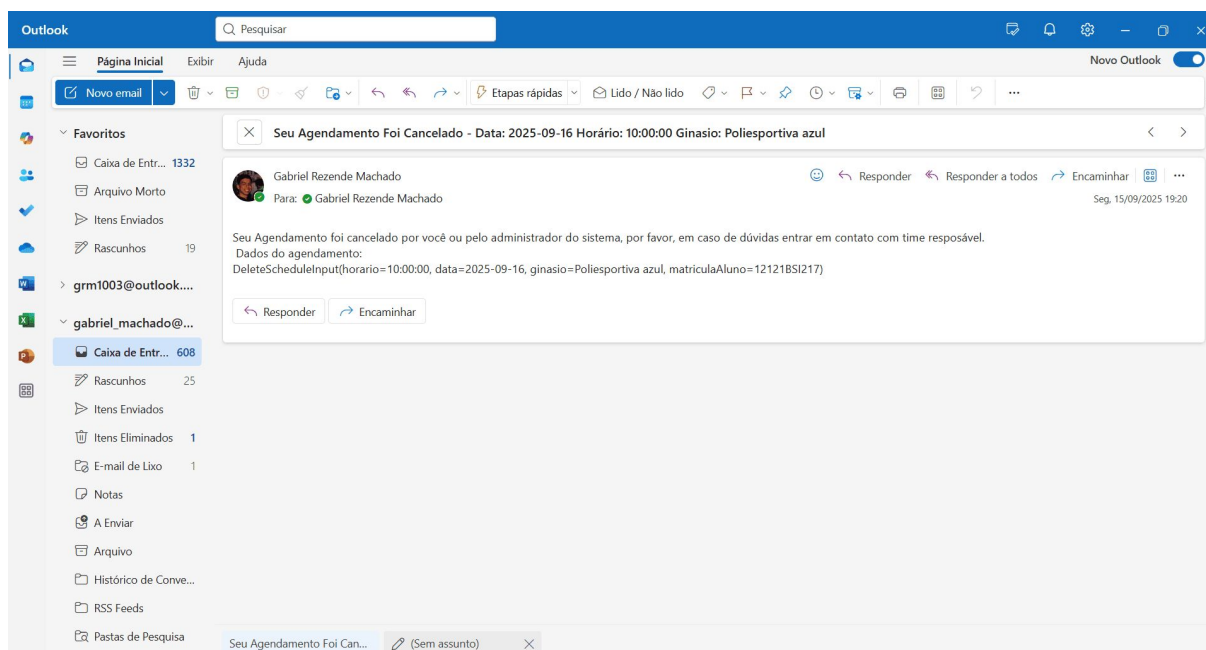 Outlook
Pesquisar
Página Inicial Exibir Ajuda
Novo Outlook
Novo email
Etapas rápidas
Lido / Não lido
Favoritos
Caixa de Entr... 1332
Arquivo Morto
Itens Enviados
Rascunhos 19
grm1003@outlook....
gabriel_machado@...
Caixa de Entr... 608
Rascunhos 25
Itens Enviados
Itens Eliminados 1
E-mail de Lixo 1
Notas
A Enviar
Arquivo
Histórico de Conve...
RSS Feeds
Pastas de Pesquisa
Seu Agendamento Foi Cancelado - Data: 2025-09-16 Horário: 10:00:00 Ginasio: Poliesportiva azul
Gabriel Rezende Machado
Responder Responder a todos Encaminhar
Para: Gabriel Rezende Machado
Seg, 15/09/2025 19:20
Seu Agendamento foi cancelado por você ou pelo administrador do sistema, por favor, em caso de dúvidas entrar em contato com time resposável.
Dados do agendamento:
DeleteScheduleInput(horario=10:00:00, data=2025-09-16, ginasio=Poliesportiva azul, matriculaAluno=12121BSI217)
Responder Encaminhar
Seu Agendamento Foi Can... (Sem assunto)